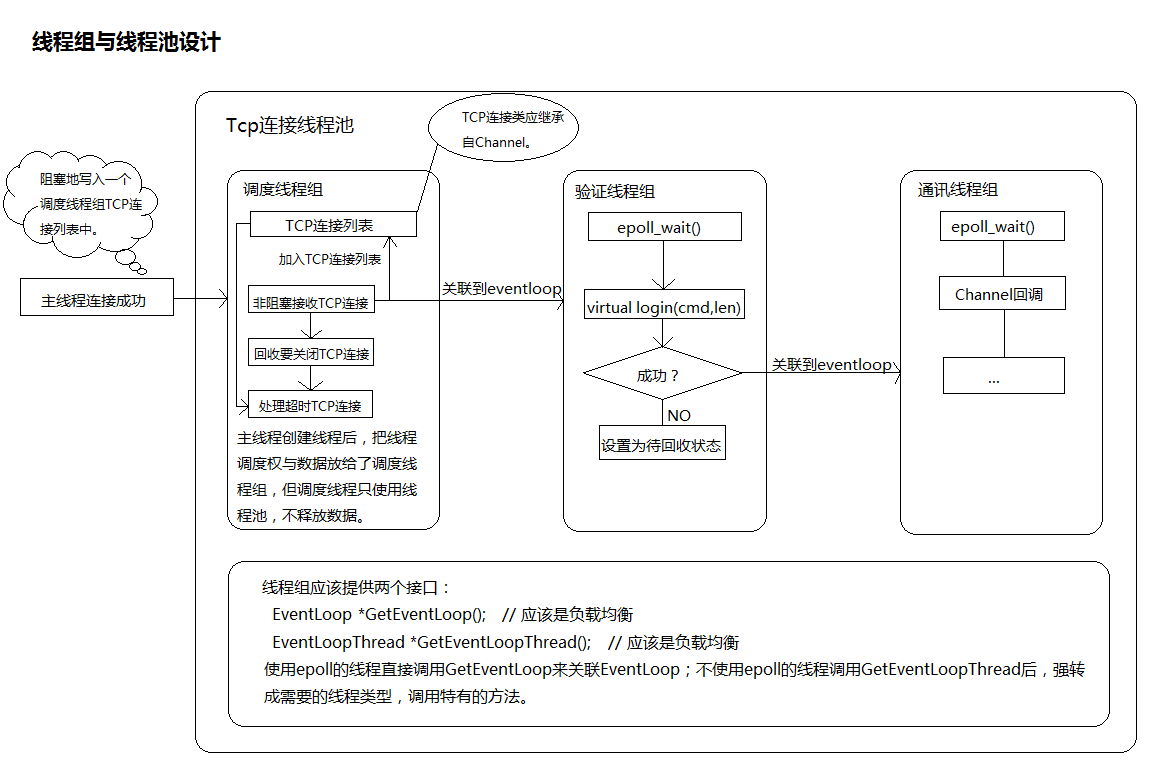 线程组与线程池设计
Tcp连接线程池
TCP连接类应继承
自Channel。
阻塞地写入一个
调度线程组TCP连
接列表中。
主线程连接成功
调度线程组
TCP连接列表
加入TCP连接列表
非阻塞接收TCP连接
回收要关闭TCP连接
处理超时TCP连接
主线程创建线程后，把线程
调度权与数据放给了调度线
程组，但调度线程只使用线
程池，不释放数据。
关联到eventloop
验证线程组
epoll_wait()
virtual login(cmd,len)
成功？
NO
设置为待回收状态
关联到eventloop
通讯线程组
epoll_wait()
Channel回调
...
线程组应该提供两个接口：
EventLoop *GetEventLoop(); // 应该是负载均衡
EventLoopThread *GetEventLoopThread(); // 应该是负载均衡
使用epoll的线程直接调用GetEventLoop来关联EventLoop；不使用epoll的线程调用GetEventLoopThread后，强转
成需要的线程类型，调用特有的方法。